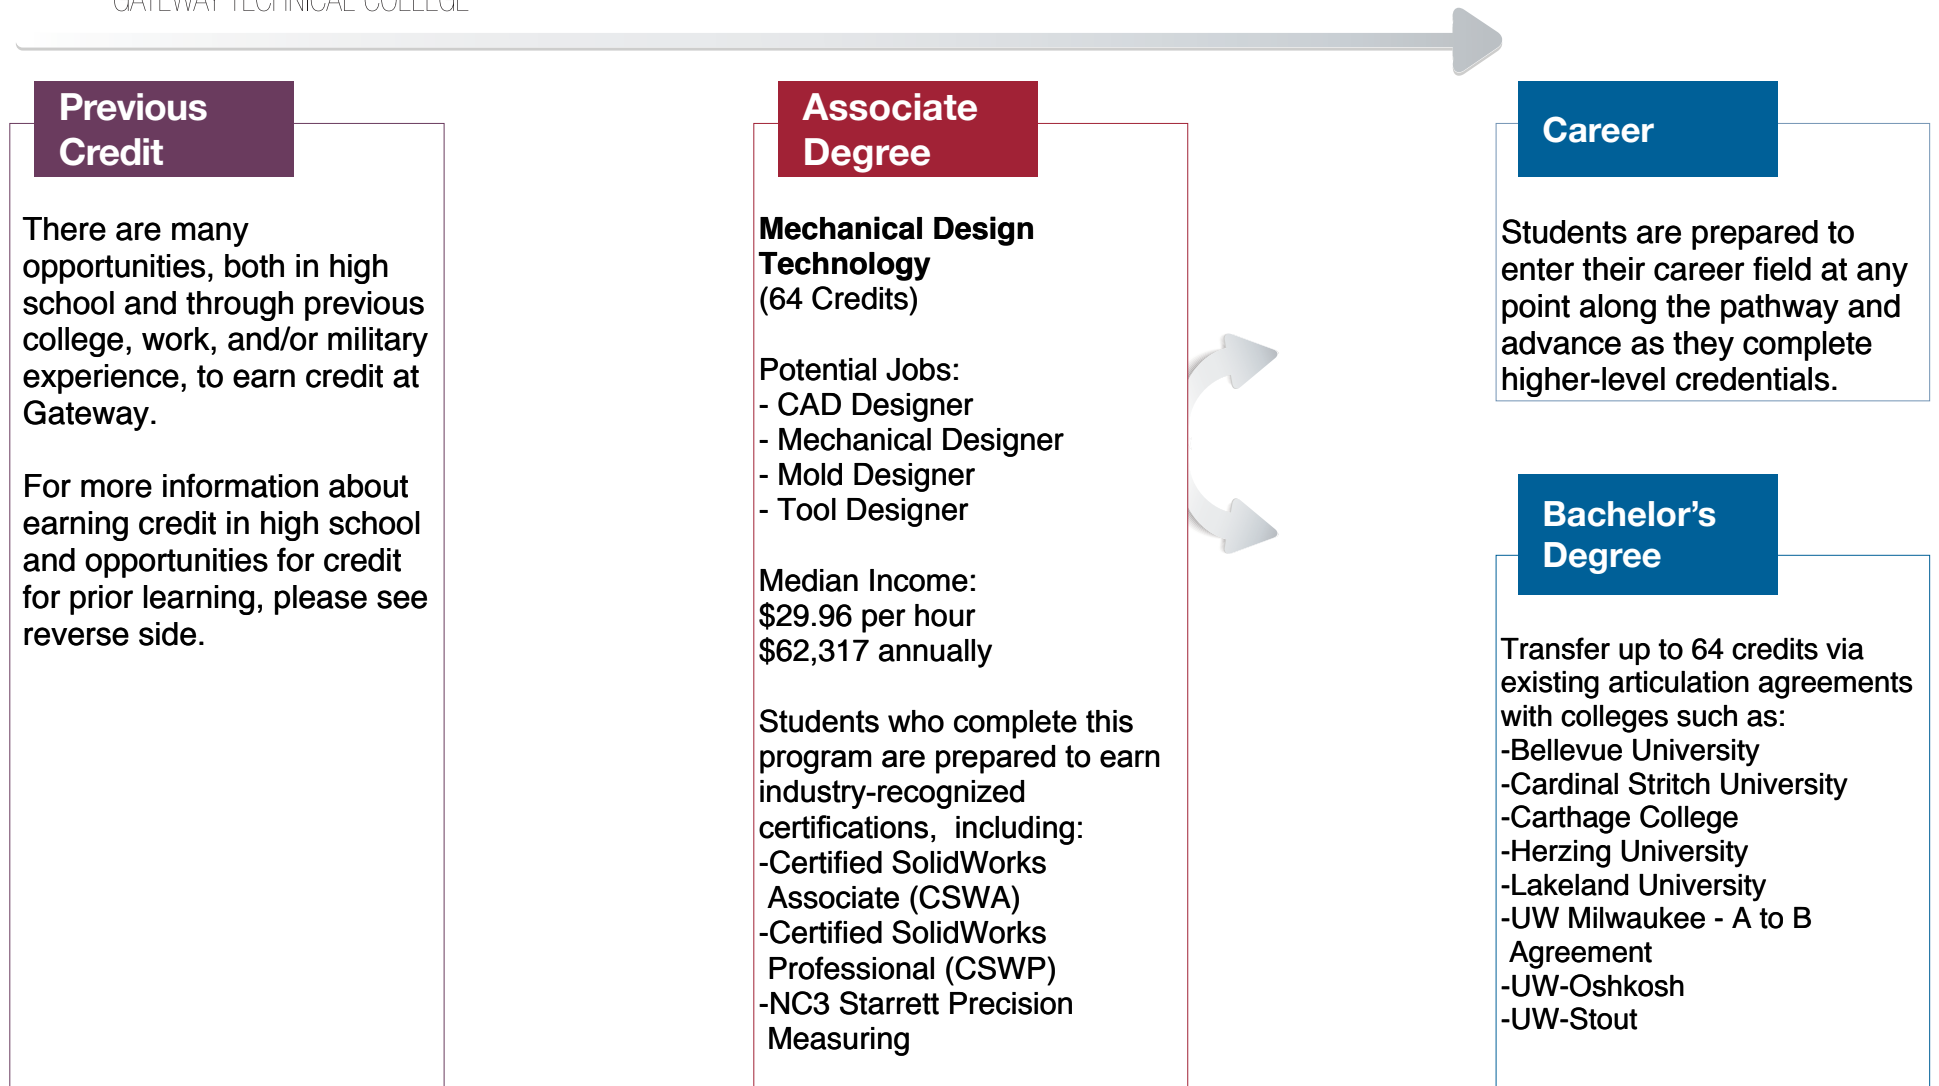 GATEWAY TECHNICAL COLLEGE
Previous
Credit
There are many
opportunities, both in high
school and through previous
college, work, and/or military
experience, to earn credit at
Gateway.
For more information about
earning credit in high school
and opportunities for credit
for prior learning, please see
reverse side.
Associate
Degree
Mechanical Design
Technology
(64 Credits)
Potential Jobs:
- CAD Designer
- Mechanical Designer
- Mold Designer
- Tool Designer
Median Income:
$29.96 per hour
$62,317 annually
Students who complete this
program are prepared to earn
industry-recognized
certifications,  including:
-Certified SolidWorks
Associate (CSWA)
-Certified SolidWorks
Professional (CSWP)
-NC3 Starrett Precision
Measuring
Career
Students are prepared to
enter their career field at any
point along the pathway and
advance as they complete
higher-level credentials.
Bachelor’s
Degree
Transfer up to 64 credits via
existing articulation agreements
with colleges such as:
-Bellevue University
-Cardinal Stritch University
-Carthage College
-Herzing University
-Lakeland University
-UW Milwaukee - A to B
Agreement
-UW-Oshkosh
-UW-Stout